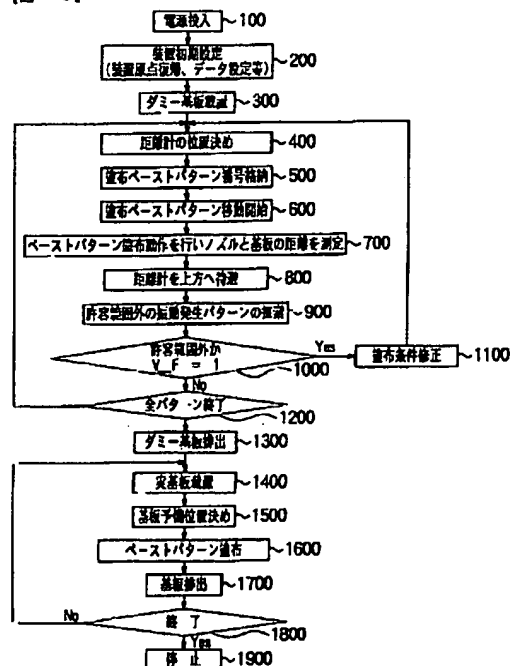 電源投入 100
装置初期設定
(装置原点復帰、データ設定等) 200
ダミー基板載置 300
距離計の位置決め 400
塗布ペーストパターン番号格納 500
塗布ペーストパターン移動開始 600
ペーストパターン塗布動作を行いノズルと基板の距離を測定 700
距離計を上方へ待避 800
許容範囲外の振動発生パターンの探索 900
許容範囲外か
V_F = 1
1000
Yes
塗布条件修正 1100
No
全パターン終了
1200
ダミー基板排出 1300
実基板載置 1400
基板予備位置決め 1500
ペーストパターン塗布 1600
基板排出 1700
No
終了
1800
Yes
停止 1900